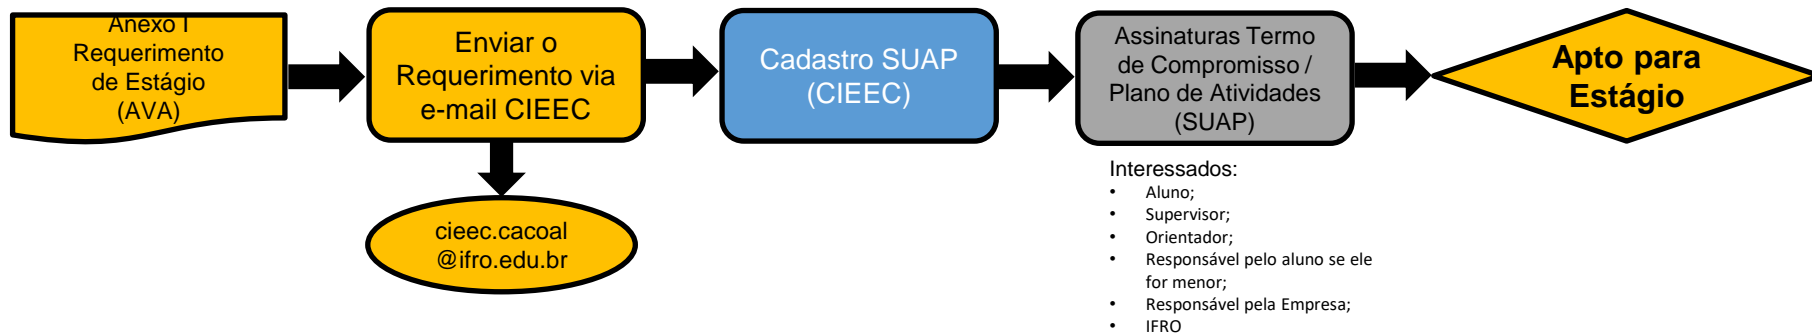 Anexo I
Requerimento
de Estágio
(AVA)
Enviar o
Requerimento via
e-mail CIEEC
cieec.cacoal
@ifro.edu.br
Cadastro SUAP
(CIEEC)
Assinaturas Termo
de Compromisso /
Plano de Atividades
(SUAP)
Interessados:
• Aluno;
• Supervisor;
• Orientador;
• Responsável pelo aluno se ele
for menor;
• Responsável pela Empresa;
• IFRO
Apto para
Estágio